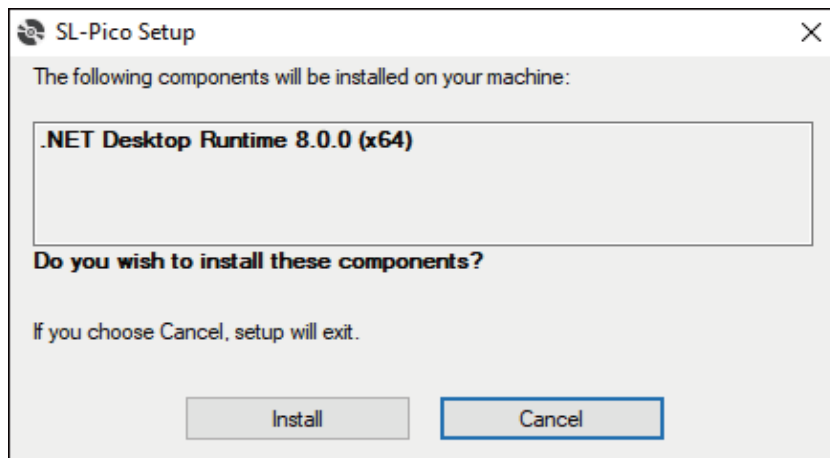 SL-Pico Setup
The following components will be installed on your machine:
.NET Desktop Runtime 8.0.0 (x64)
Do you wish to install these components?
If you choose Cancel, setup will exit.
Install
Cancel